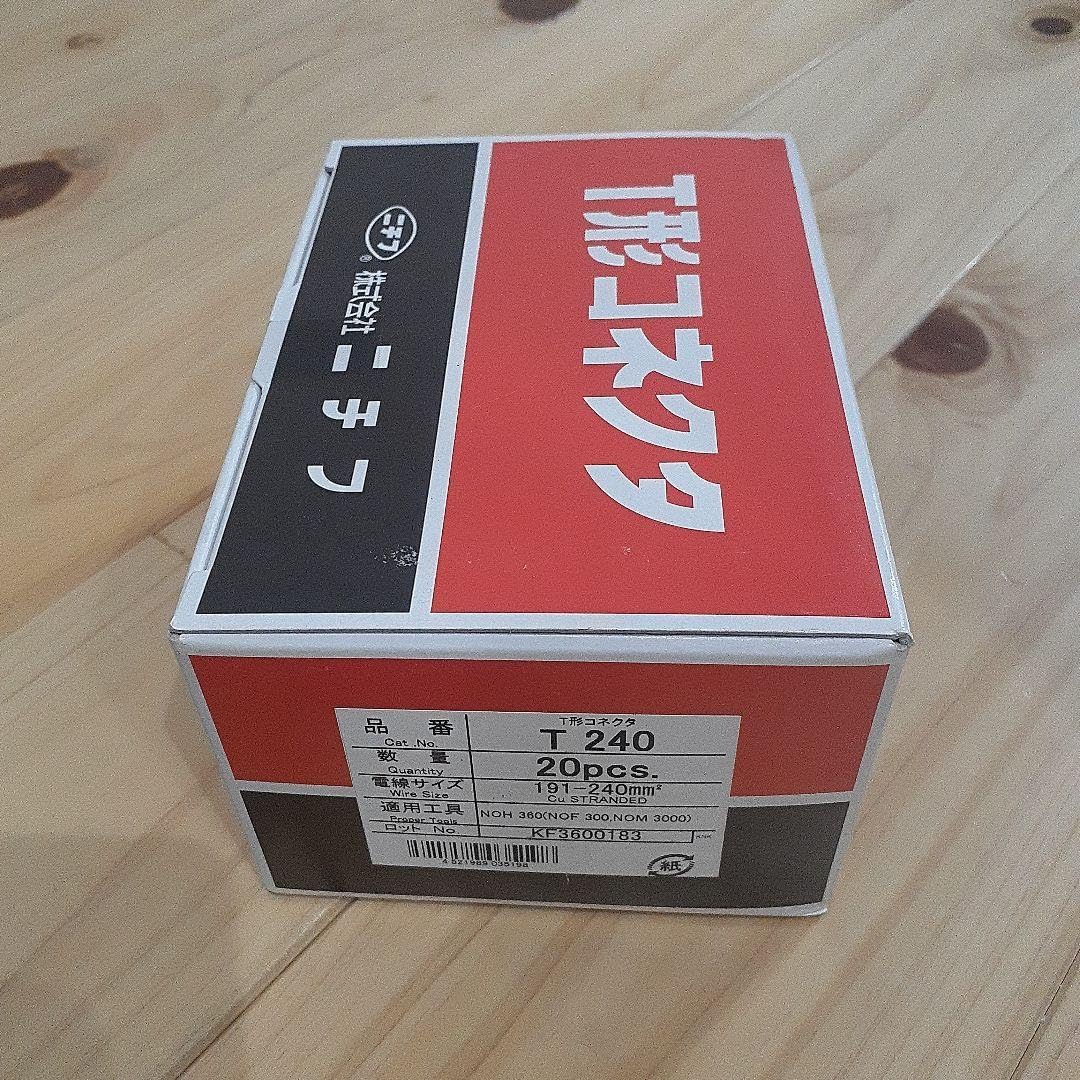 T形コネクタ
ニチフ
®
株式会社ニチフ
品番 T形コネクタ
Cat .No. T 240
数量 20pcs.
Quantity
電線サイズ 191-240mm²
Wire Size Cu STRANDED
適用工具 NOH 360(NOF 300,NOM 3000)
Proper Tools
ロット No. KF3600183
4 521989 035198
紙